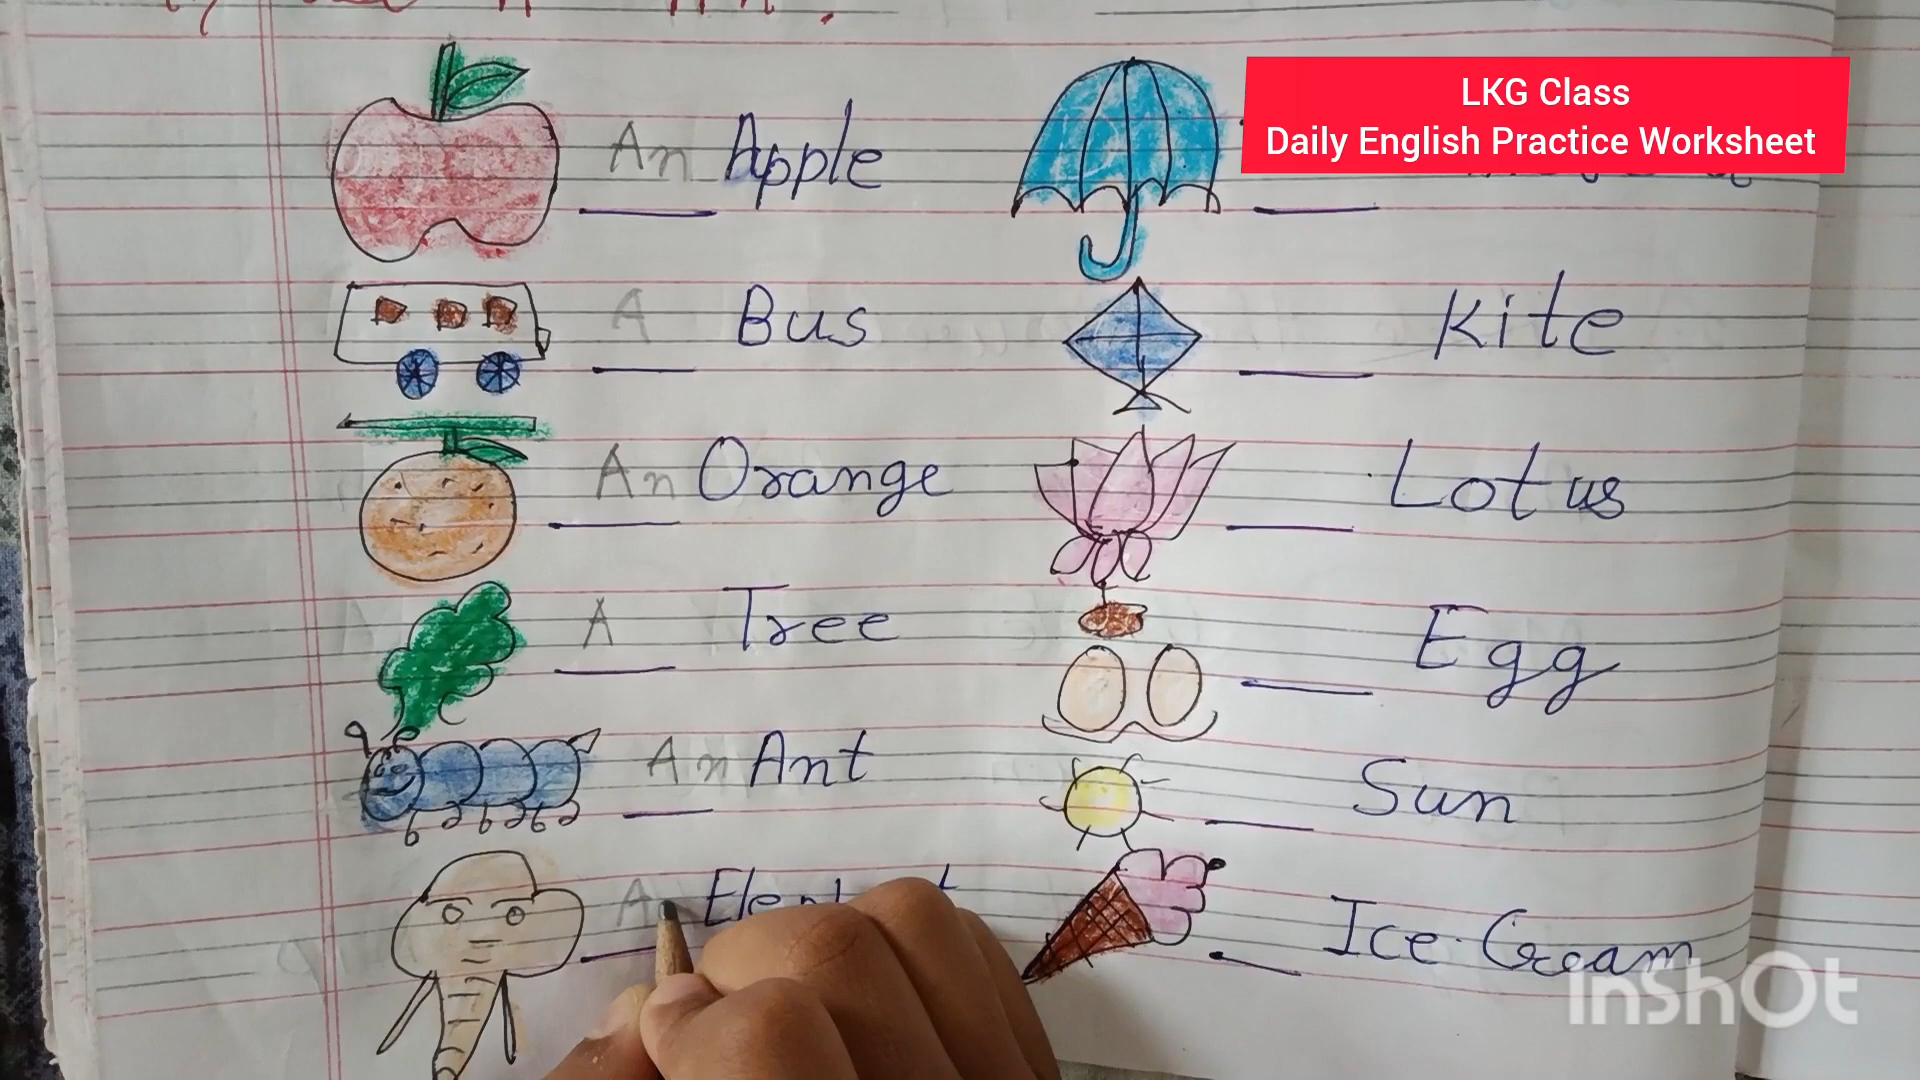 LKG Class
Daily English Practice Worksheet
An Apple
A Bus
An Orange
A Tree
An Ant
Kite
Lotus
Egg
Sun
Ice Cream
InShOt